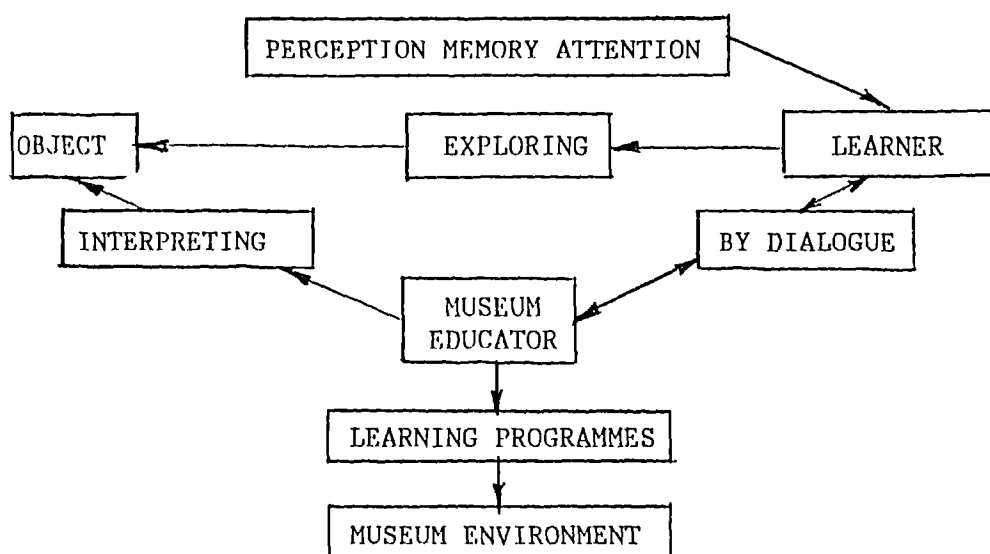 PERCEPTION MEMORY ATTENTION
OBJECT
EXPLORING
LEARNER
INTERPRETING
BY DIALOGUE
MUSEUM
EDUCATOR
LEARNING PROGRAMMES
MUSEUM ENVIRONMENT